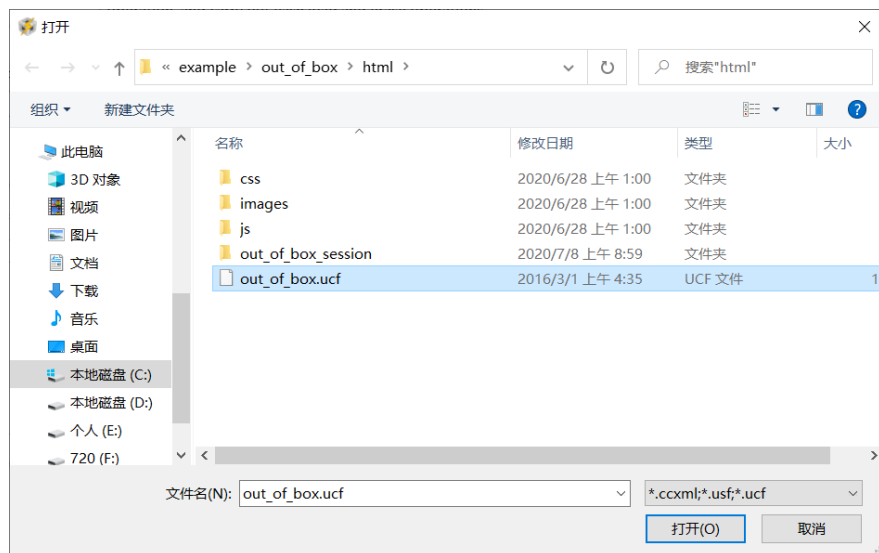 打开
« example › out_of_box › html ›
搜索"html"
组织
新建文件夹
名称 修改日期 类型 大小
此电脑
3D 对象
视频
图片
文档
下载
音乐
桌面
本地磁盘 (C:)
本地磁盘 (D:)
个人 (E:)
720 (F:)
css 2020/6/28 上午 1:00 文件夹
images 2020/6/28 上午 1:00 文件夹
js 2020/6/28 上午 1:00 文件夹
out_of_box_session 2020/7/8 上午 8:59 文件夹
out_of_box.ucf 2016/3/1 上午 4:35 UCF 文件 1
文件名(N): out_of_box.ucf
*.ccxml;*.usf;*.ucf
打开(O)
取消